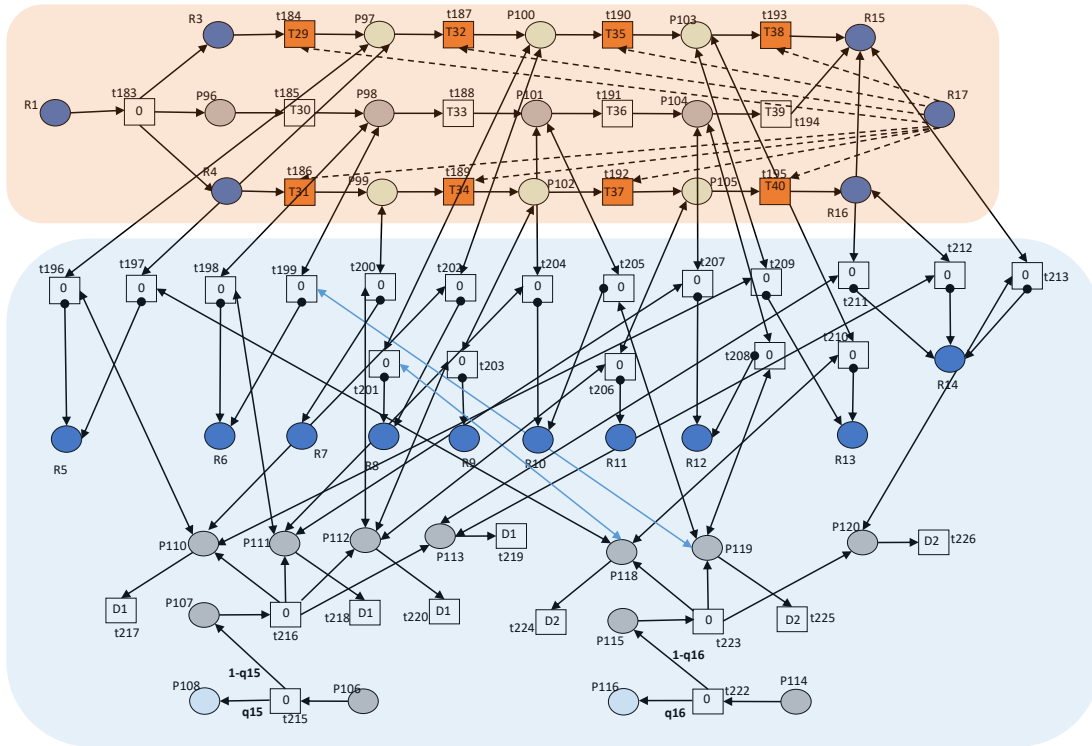 R3 t184 P97 t187 P100 t190 P103 t193 R15
T29 T32 T35 T38
R1 t183 P96 t185 P98 t188 P101 t191 P104 R17
0 T30 T33 T36 T39 t194
R4 t186 P99 t189 P102 t192 P105 t195 R16
T31 T34 T37 T40
t196 t197 t198 t199 t200 t202 t204 t205 t207 t209 t211 t212 t213
0 0 0 0 0 0 0 0 0 0 0 0 0
t201 t203 t206 t208 t210 R14
0 0 0 0 0
R5 R6 R7 R8 R9 R10 R11 R12 R13
P110 P111 P112 P113 D1 t219 P118 P119 P120 D2 t226
D1 t217 P107 0 t216 t218 D1 t220 D1 t224 D2 P115 0 t223 D2 t225
1-q15 1-q16
P108 q15 0 t215 P106 P116 q16 0 t222 P114